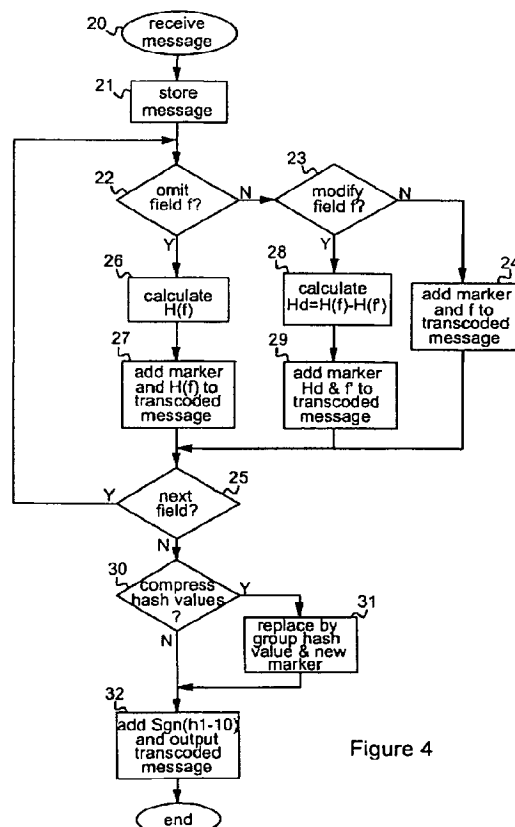 20
receive
message
21
store
message
22
omit
field f?
N
Y
23
modify
field f'?
N
Y
24
add marker
and f to
transcoded
message
26
calculate
H(f)
28
calculate
Hd=H(f)-H(f')
27
add marker
and H(f) to
transcoded
message
29
add marker
Hd & f' to
transcoded
message
25
next
field?
Y
N
30
compress
hash values
?
Y
N
31
replace by
group hash
value & new
marker
32
add Sgn(h1-10)
and output
transcoded
message
end
Figure 4